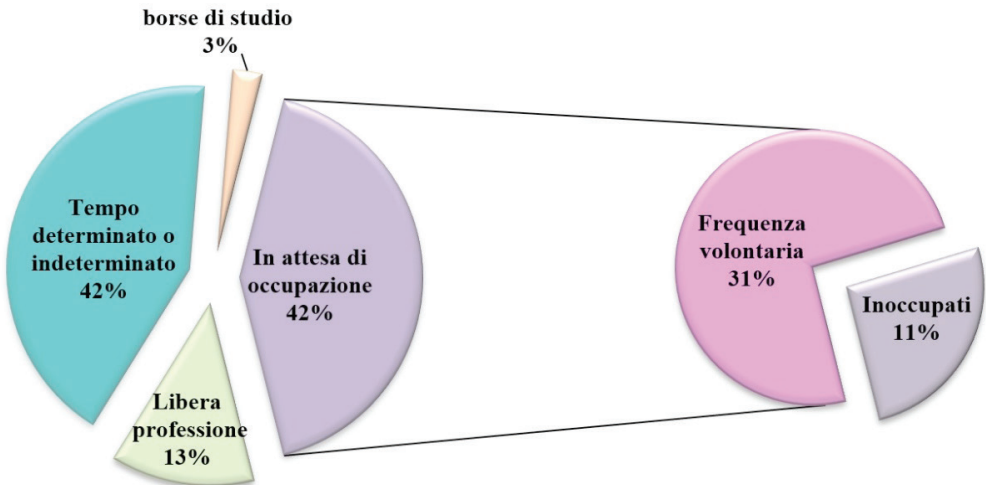 borse di studio
3%
Tempo
determinato o
indeterminato
42%
In attesa di
occupazione
42%
Libera
professione
13%
Frequenza
volontaria
31%
Inoccupati
11%